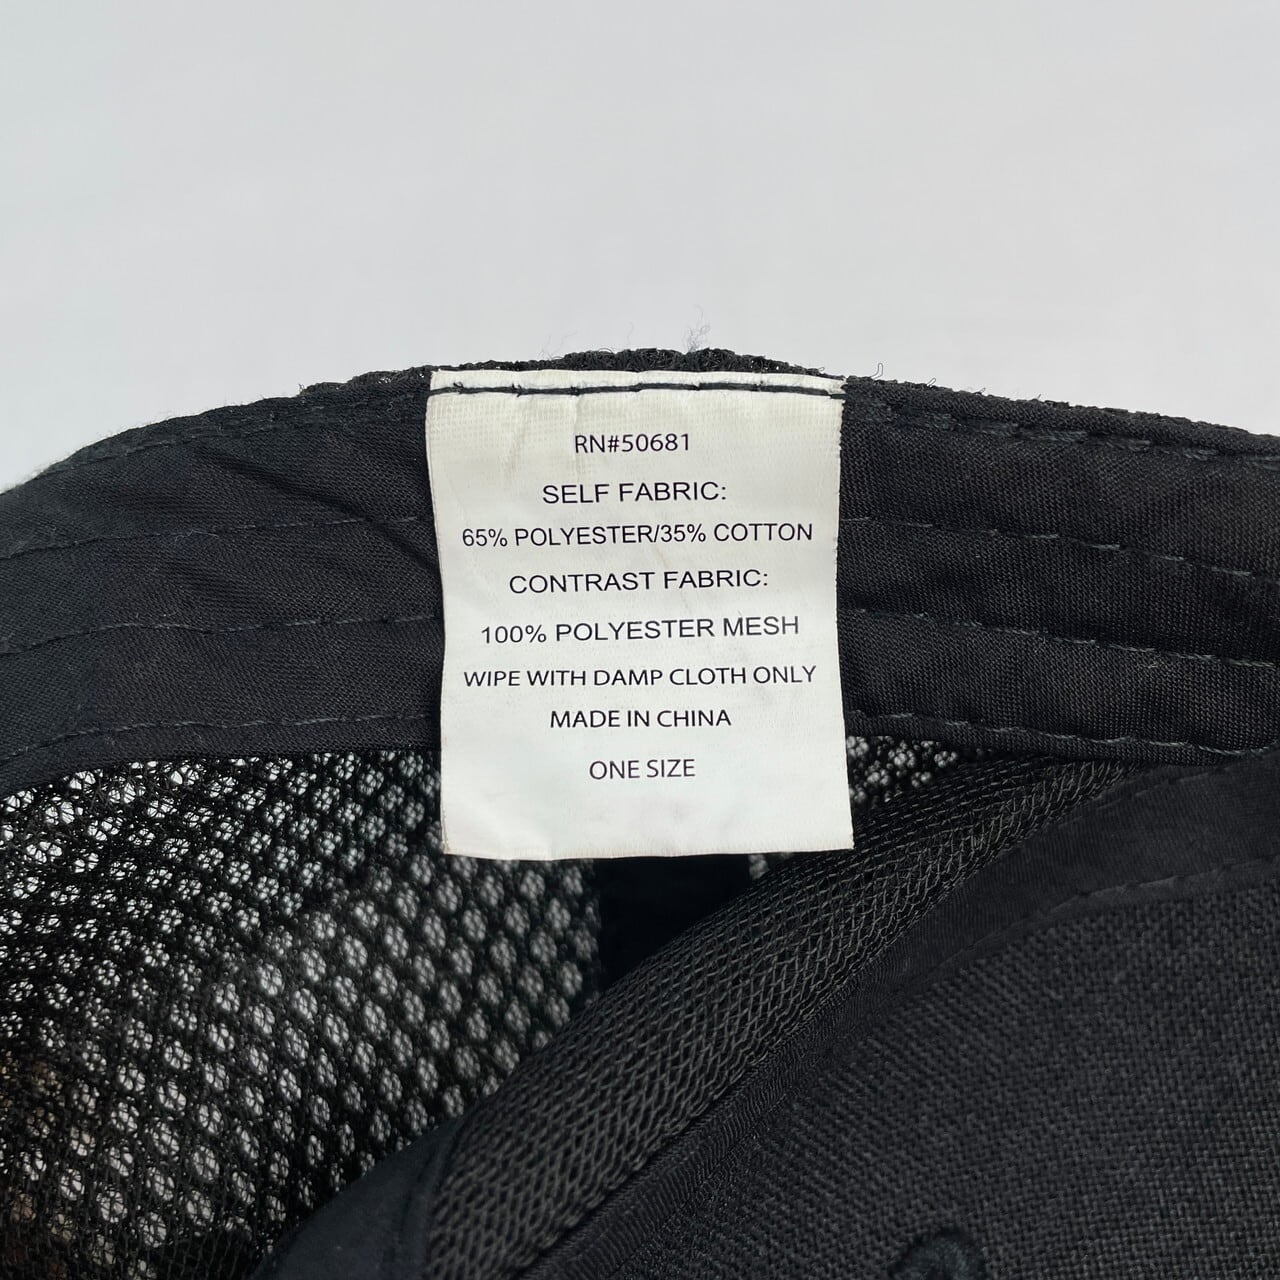 RN#50681
SELF FABRIC:
65% POLYESTER/35% COTTON
CONTRAST FABRIC:
100% POLYESTER MESH
WIPE WITH DAMP CLOTH ONLY
MADE IN CHINA
ONE SIZE